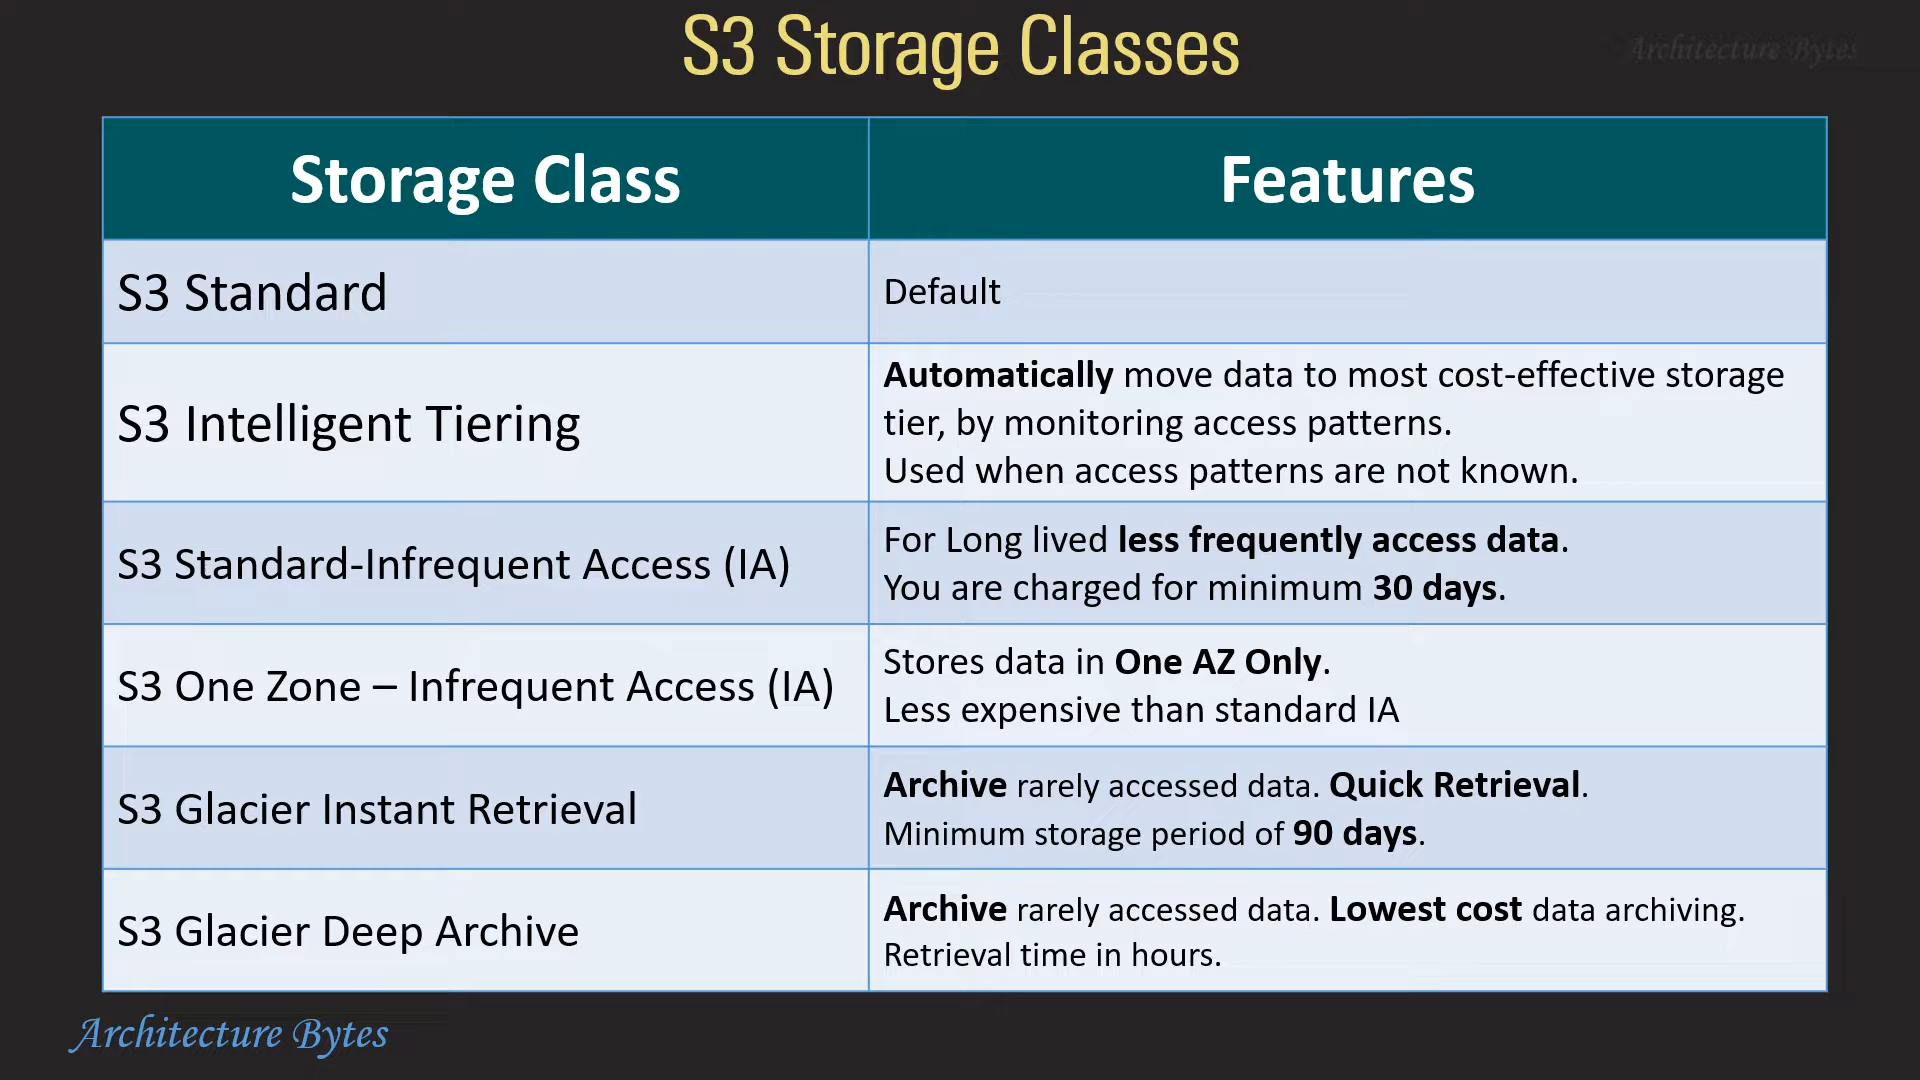 S3 Storage Classes
Architecture Bytes
Storage Class
Features
S3 Standard
Default
S3 Intelligent Tiering
Automatically move data to most cost-effective storage
tier, by monitoring access patterns.
Used when access patterns are not known.
S3 Standard-Infrequent Access (IA)
For Long lived less frequently access data.
You are charged for minimum 30 days.
S3 One Zone – Infrequent Access (IA)
Stores data in One AZ Only.
Less expensive than standard IA
S3 Glacier Instant Retrieval
Archive rarely accessed data. Quick Retrieval.
Minimum storage period of 90 days.
S3 Glacier Deep Archive
Archive rarely accessed data. Lowest cost data archiving.
Retrieval time in hours.
Architecture Bytes